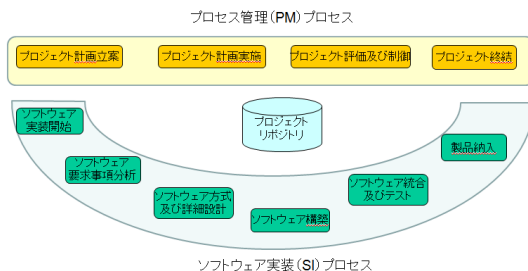 プロセス管理(PM)プロセス
プロジェクト計画立案
プロジェクト計画実施
プロジェクト評価及び制御
プロジェクト終結
プロジェクト
リポジトリ
ソフトウェア
実装開始
ソフトウェア
要求事項分析
ソフトウェア方式
及び詳細設計
ソフトウェア構築
ソフトウェア統合
及びテスト
製品納入
ソフトウェア実装(SI)プロセス